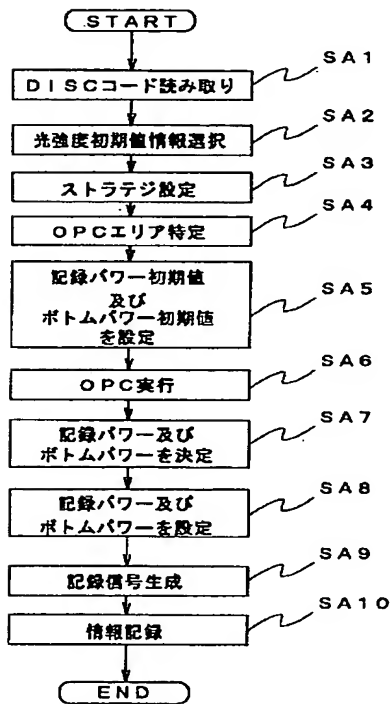 START
SA1
DISCコード読み取り
SA2
光強度初期値情報選択
SA3
ストラテジ設定
SA4
OPCエリア特定
記録パワー初期値
及び
ボトムパワー初期値
を設定
SA5
SA6
OPC実行
SA7
記録パワー及び
ボトムパワーを決定
SA8
記録パワー及び
ボトムパワーを設定
SA9
記録信号生成
SA10
情報記録
END